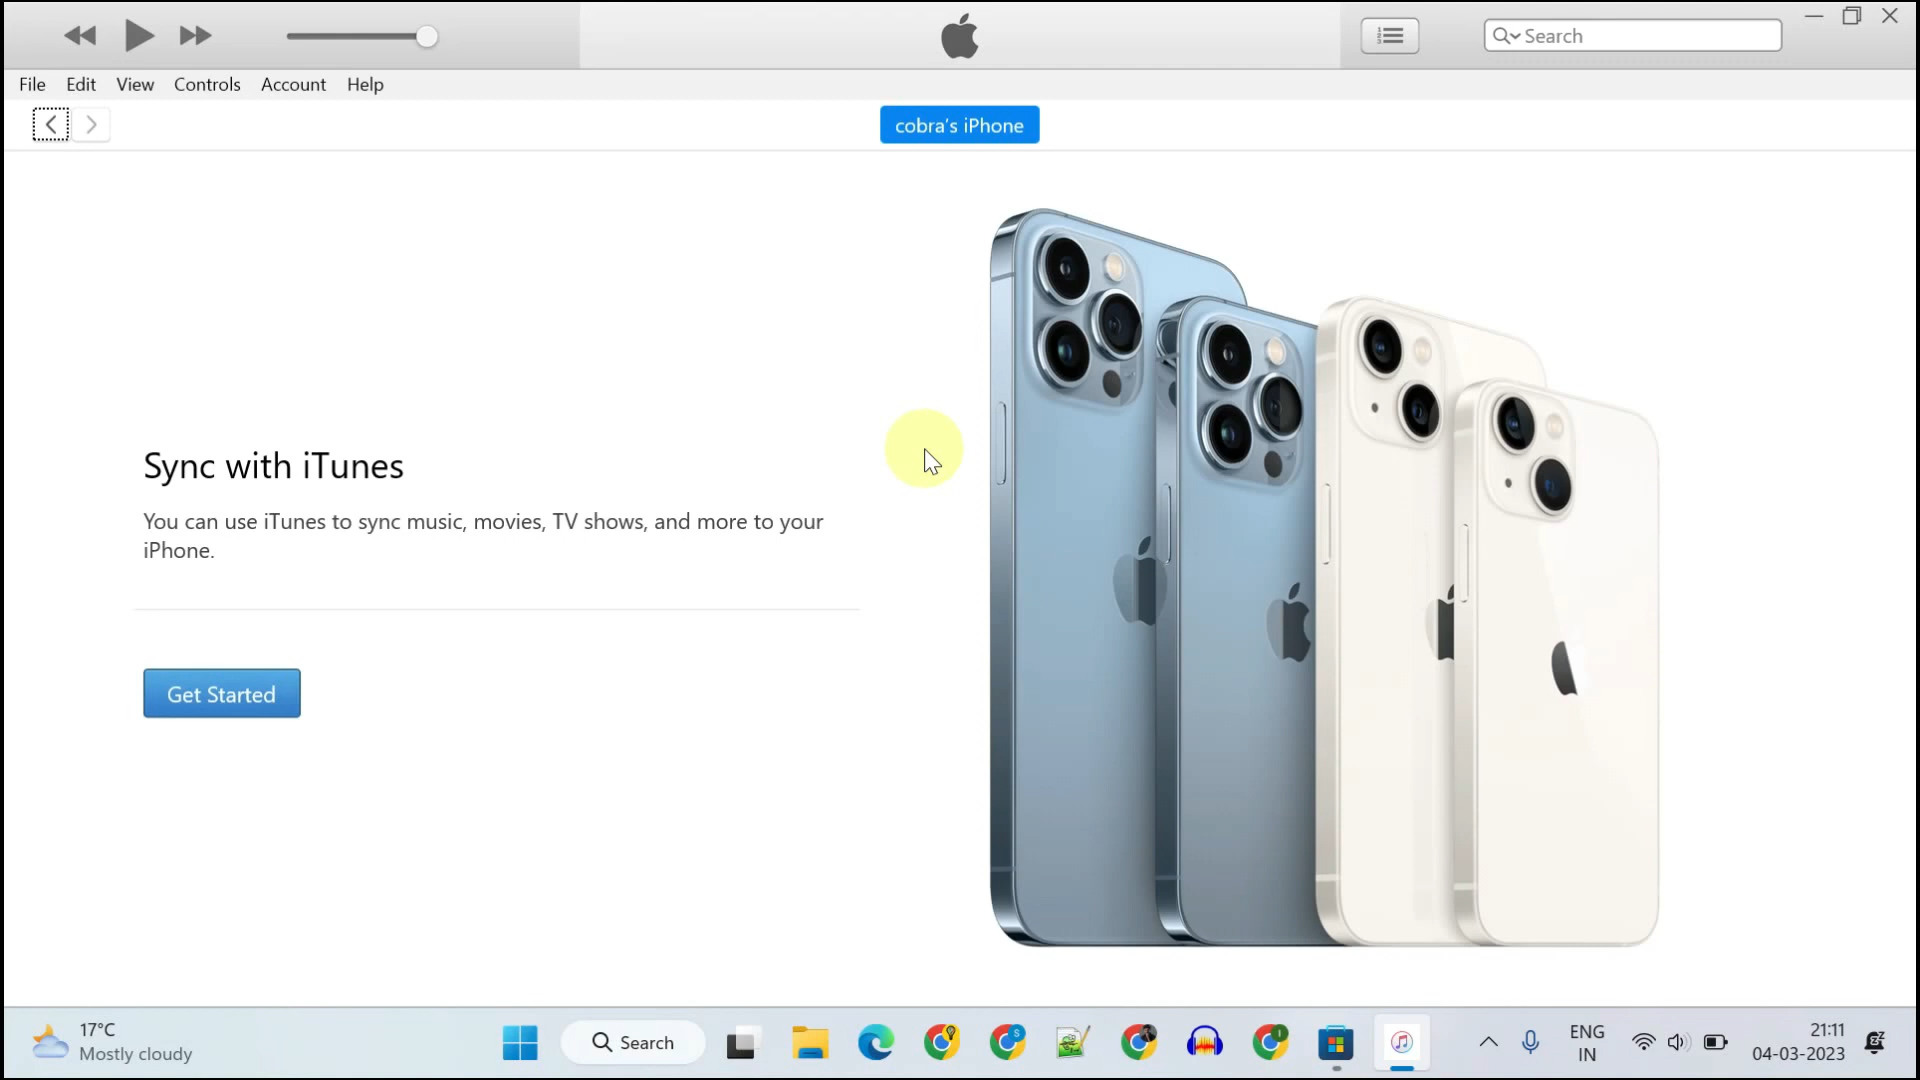 Search
File Edit View Controls Account Help
cobra's iPhone
Sync with iTunes
You can use iTunes to sync music, movies, TV shows, and more to your
iPhone.
Get Started
17°C
Mostly cloudy
Search
ENG
IN
21:11
04-03-2023